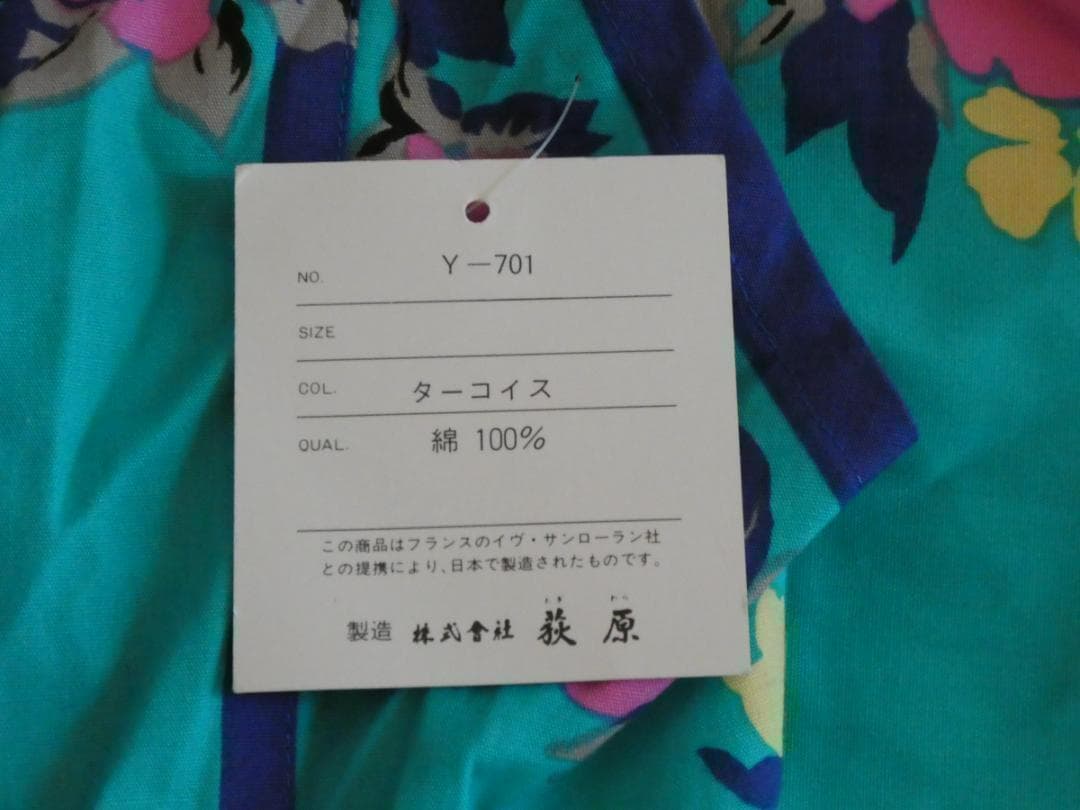 NO. Y-701
SIZE
COL. ターコイス
QUAL. 綿 100%
この商品はフランスのイヴ・サンローラン社
との提携により、日本で製造されたものです。
製造 株式會社 荻原